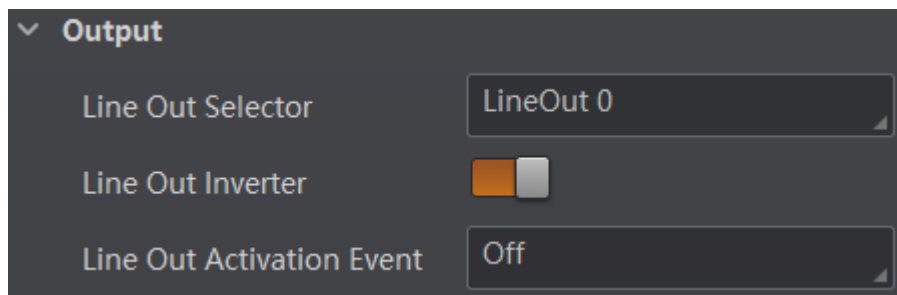 Output
Line Out Selector LineOut 0
Line Out Inverter
Line Out Activation Event Off